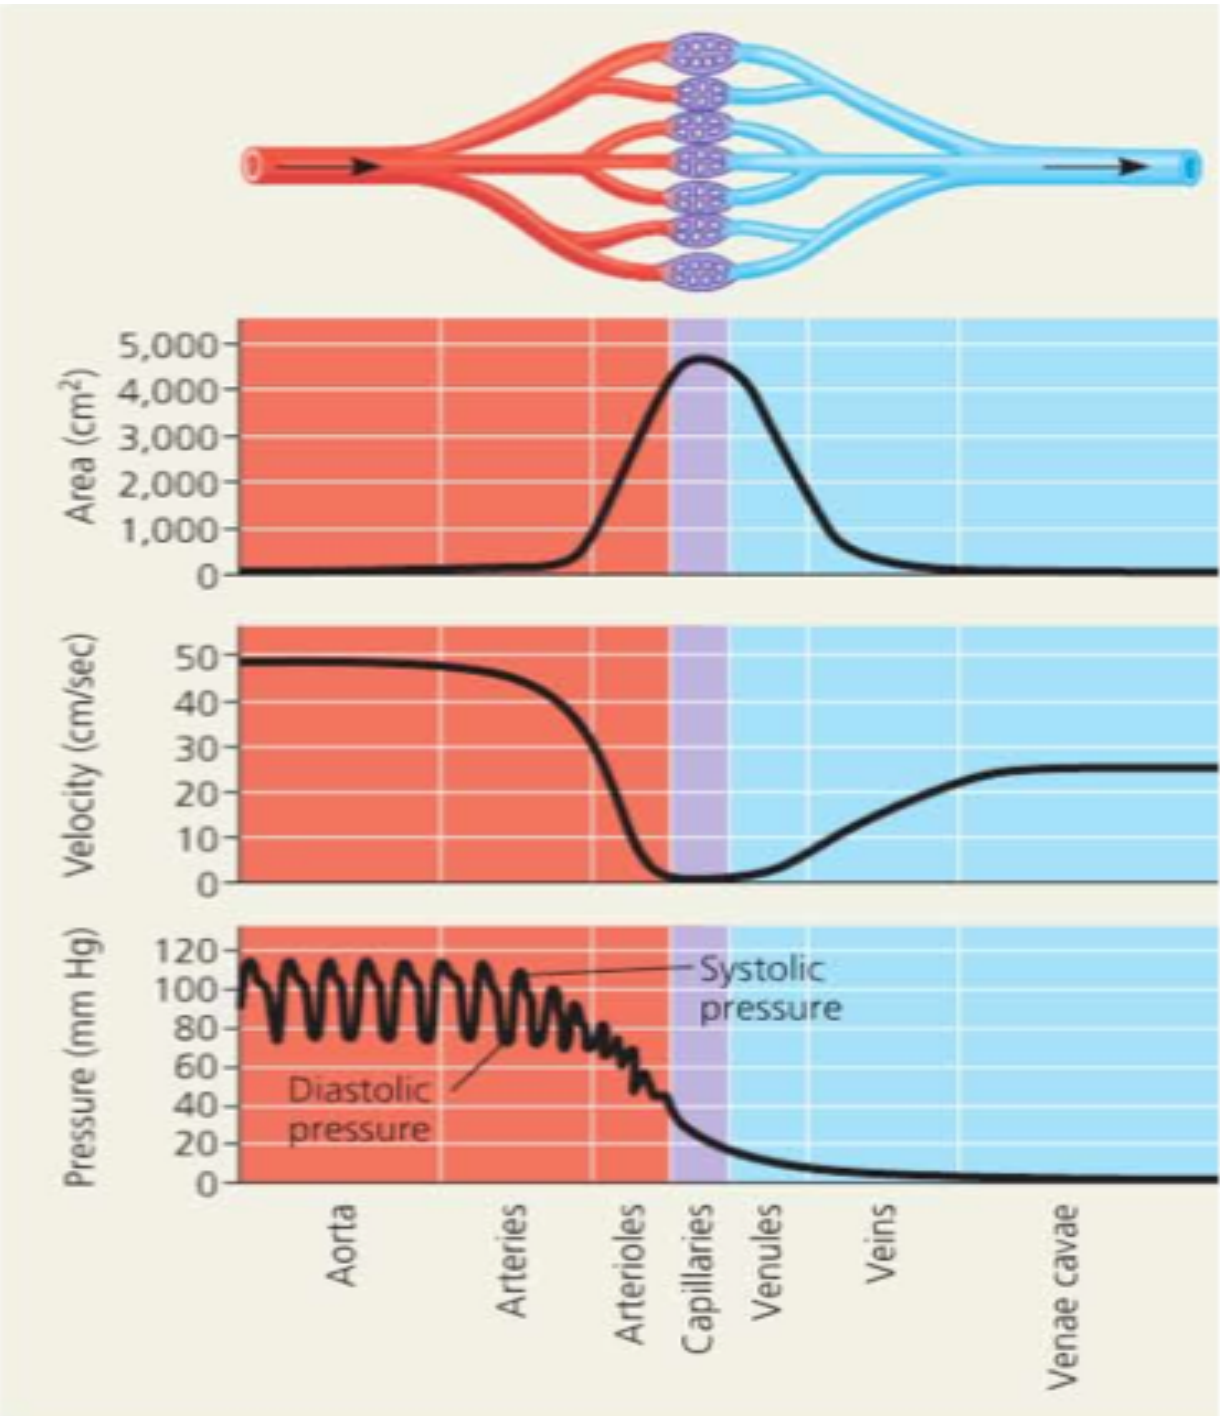 Area (cm²)
5,000
4,000
3,000
2,000
1,000
0
Velocity (cm/sec)
50
40
30
20
10
0
Pressure (mm Hg)
120
100
80
60
40
20
0
Systolic
pressure
Diastolic
pressure
Aorta
Arteries
Arterioles
Capillaries
Venules
Veins
Venae cavae